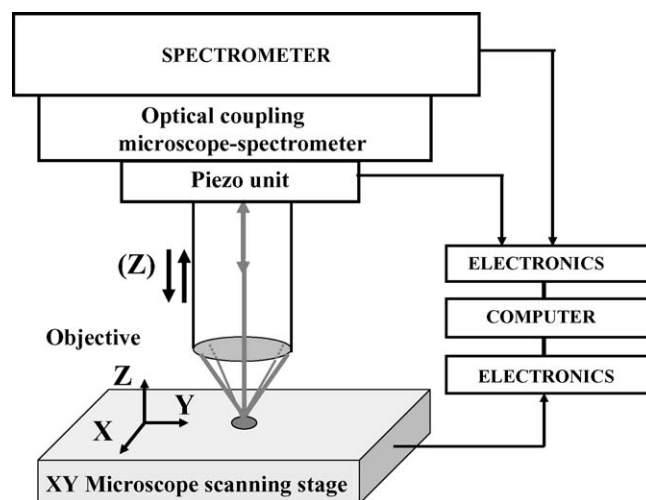 SPECTROMETER
Optical coupling
microscope-spectrometer
Piezo unit
(Z)
ELECTRONICS
COMPUTER
ELECTRONICS
Objective
Z
Y
X
XY Microscope scanning stage